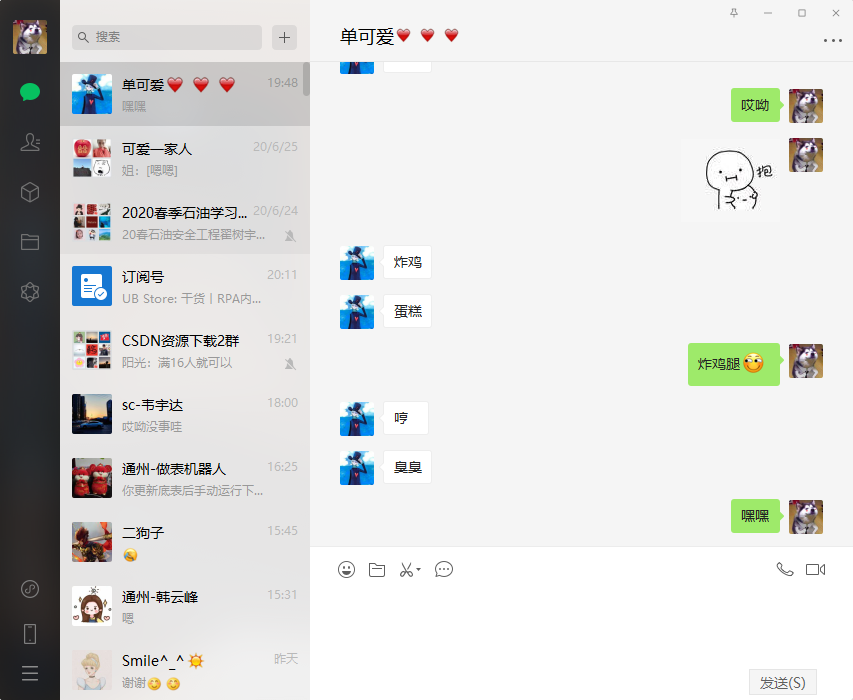 搜索
单可爱
19:48
嘿嘿
可爱一家人
20/6/25
姐: [嗯嗯]
2020春季石油学习...
20/6/24
20春石油安全工程翟树宇...
订阅号
20:11
UB Store: 干货丨RPA内...
CSDN资源下载2群
19:21
阳光: 满16人就可以
sc-韦宇达
18:00
哎呦没事哇
通州-做表机器人
16:25
你更新底表后手动运行下...
二狗子
15:45
通州-韩云峰
15:31
嗯
Smile^_^
昨天
谢谢
单可爱
哎呦
抱
炸鸡
蛋糕
炸鸡腿
哼
臭臭
嘿嘿
发送(S)